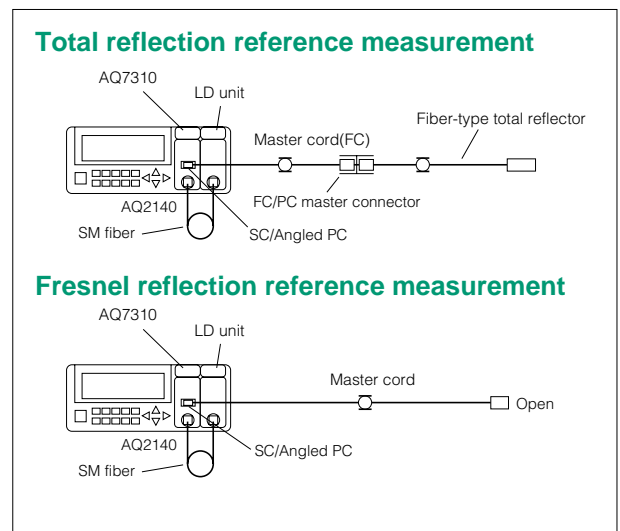 Total reflection reference measurement
AQ7310
LD unit
Fiber-type total reflector
Master cord(FC)
FC/PC master connector
AQ2140
SM fiber
SC/Angled PC
Fresnel reflection reference measurement
AQ7310
LD unit
Master cord
Open
AQ2140
SC/Angled PC
SM fiber